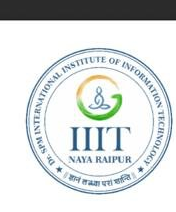 Dr. SPM INTERNATIONAL INSTITUTE OF INFORMATION TECHNOLOGY
IIIT
NAYA RAIPUR